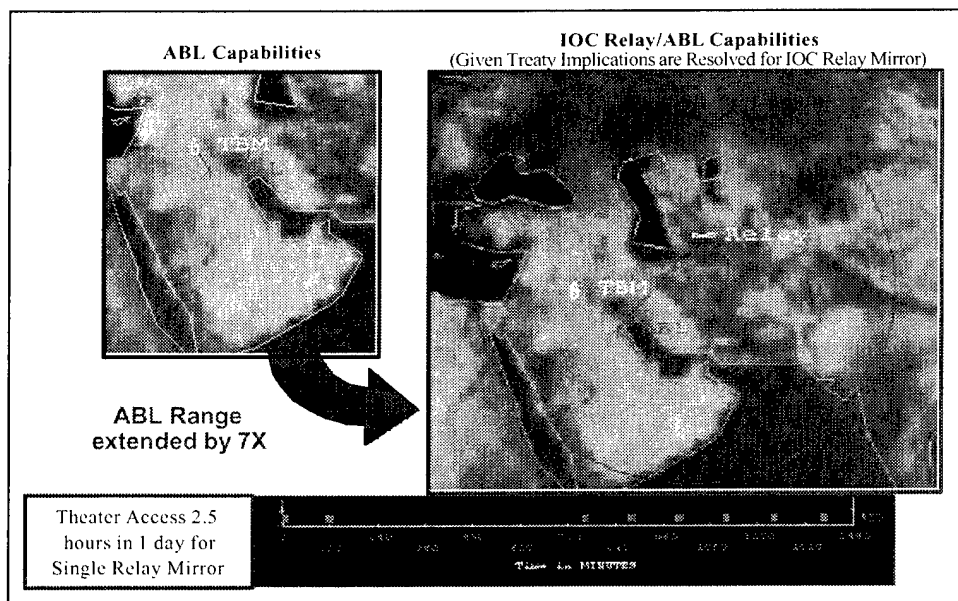 ABL Capabilities
IOC Relay/ABL Capabilities
(Given Treaty Implications are Resolved for IOC Relay Mirror)
TBM
Relay
TBM
ABL Range
extended by 7X
Theater Access 2.5
hours in 1 day for
Single Relay Mirror
Time in MINUTES